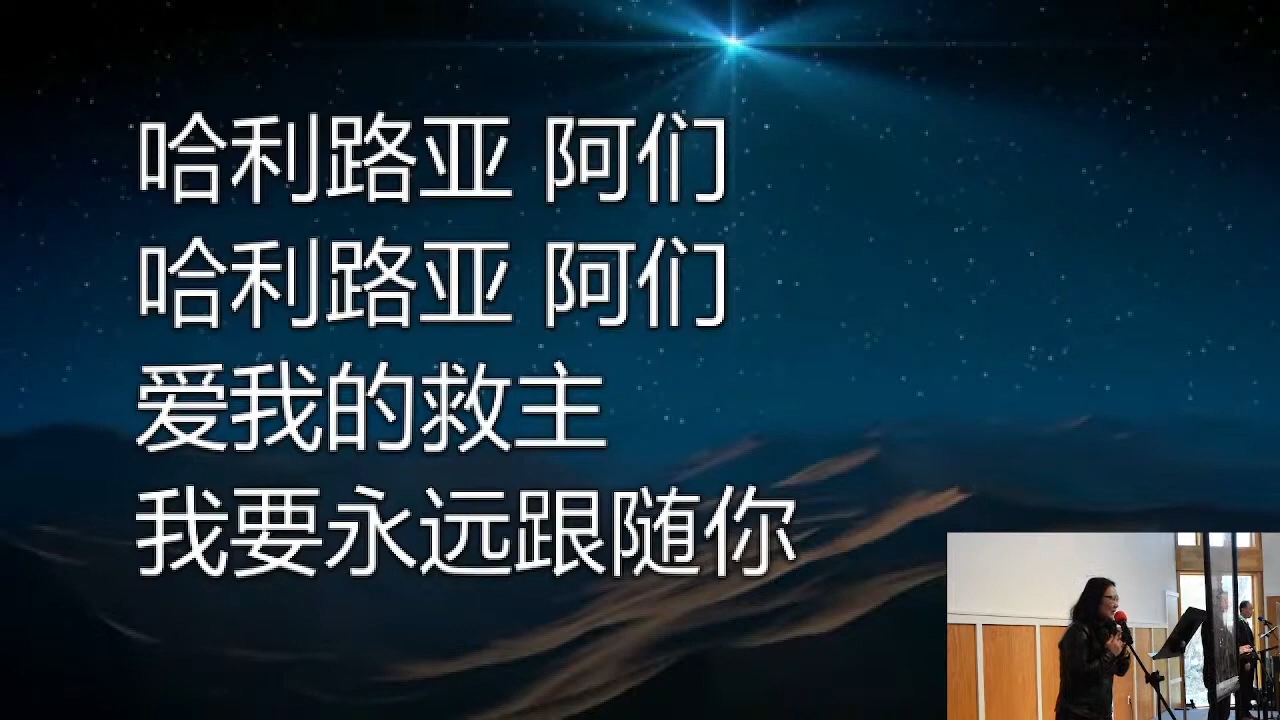 哈利路亚 阿们
哈利路亚 阿们
爱我的救主
我要永远跟随你